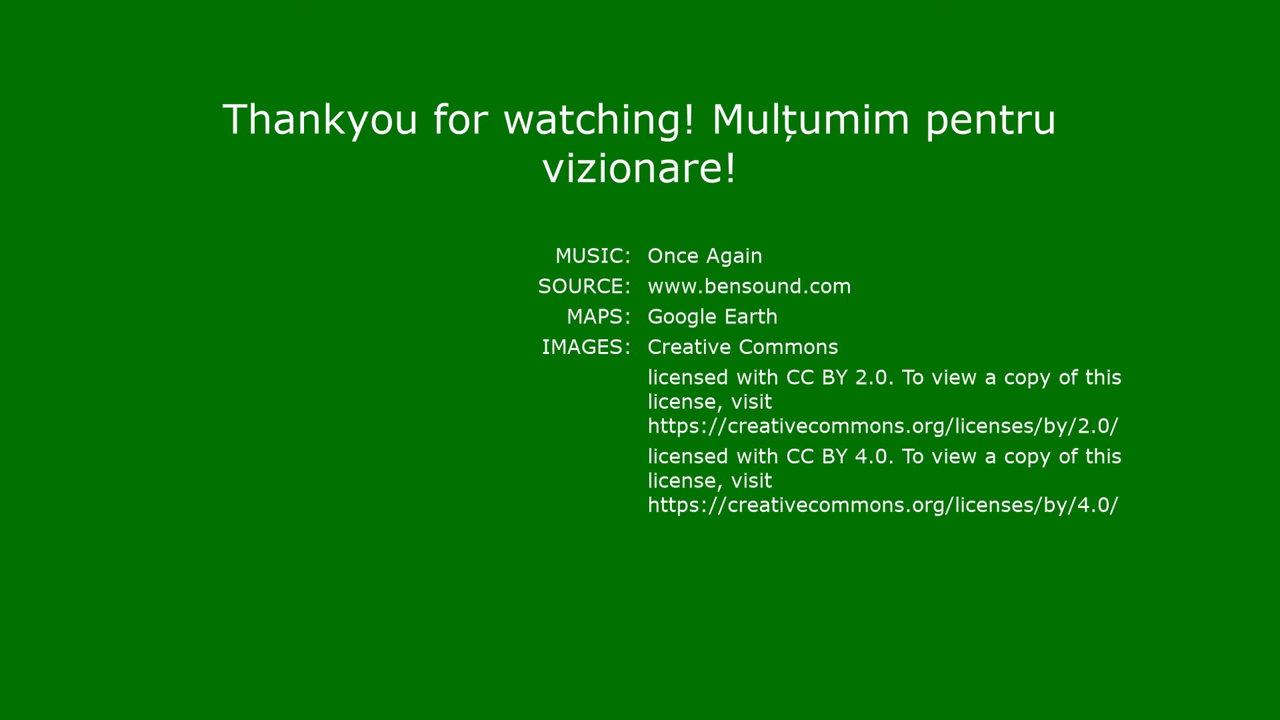 Thankyou for watching! Mulțumim pentru
vizionare!
MUSIC: Once Again
SOURCE: www.bensound.com
MAPS: Google Earth
IMAGES: Creative Commons
licensed with CC BY 2.0. To view a copy of this
license, visit
https://creativecommons.org/licenses/by/2.0/
licensed with CC BY 4.0. To view a copy of this
license, visit
https://creativecommons.org/licenses/by/4.0/